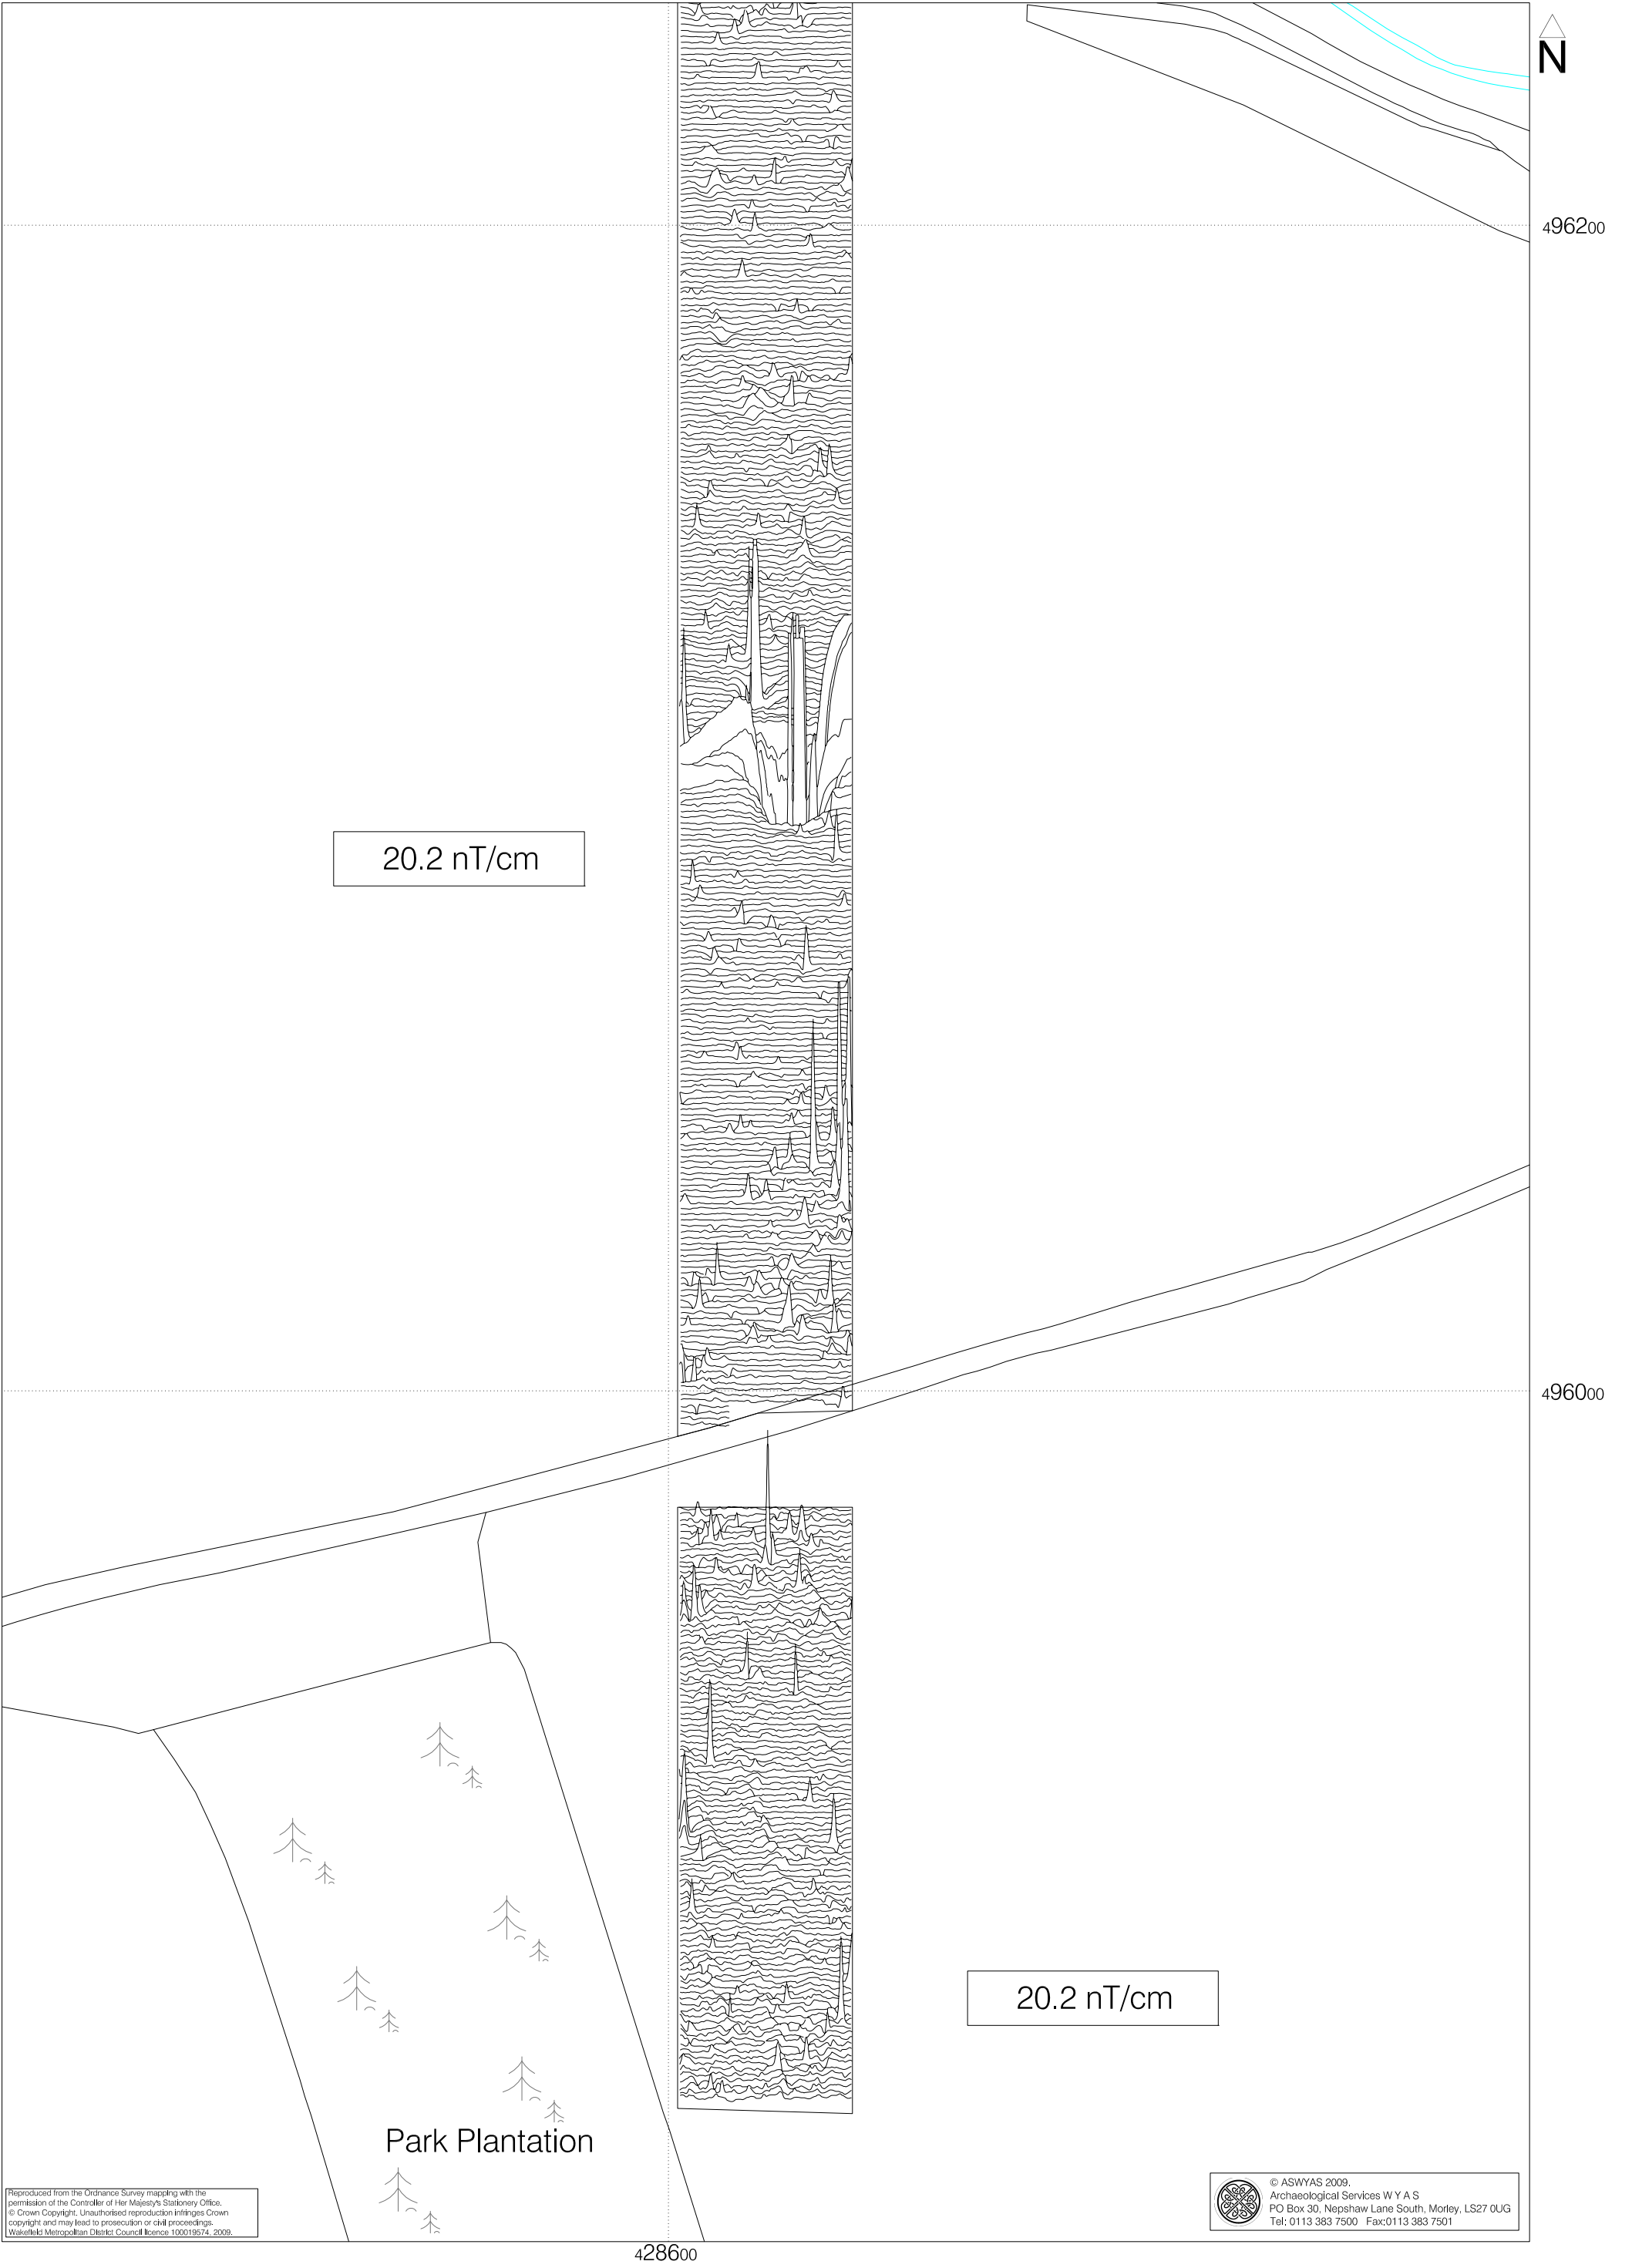 N
496200
20.2 nT/cm
496000
20.2 nT/cm
Park Plantation
Reproduced from the Ordnance Survey mapping with the
permission of the Controller of Her Majesty's Stationery Office.
© Crown Copyright. Unauthorised reproduction infringes Crown
copyright and may lead to prosecution or civil proceedings.
Wakefield Metropolitan District Council licence 100019574, 2009.
© ASWYAS 2009.
Archaeological Services W Y A S
PO Box 30, Nepshaw Lane South, Morley, LS27 0UG
Tel: 0113 383 7500 Fax:0113 383 7501
428600